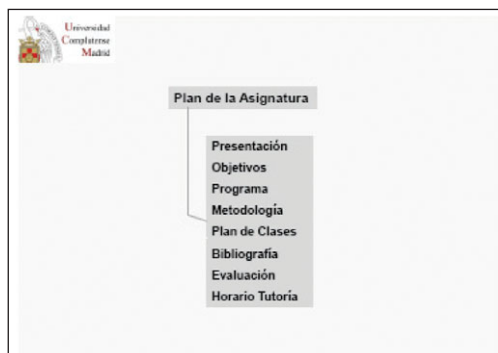 Universidad
Complutense
Madrid
Plan de la Asignatura
Presentación
Objetivos
Programa
Metodología
Plan de Clases
Bibliografía
Evaluación
Horario Tutoría